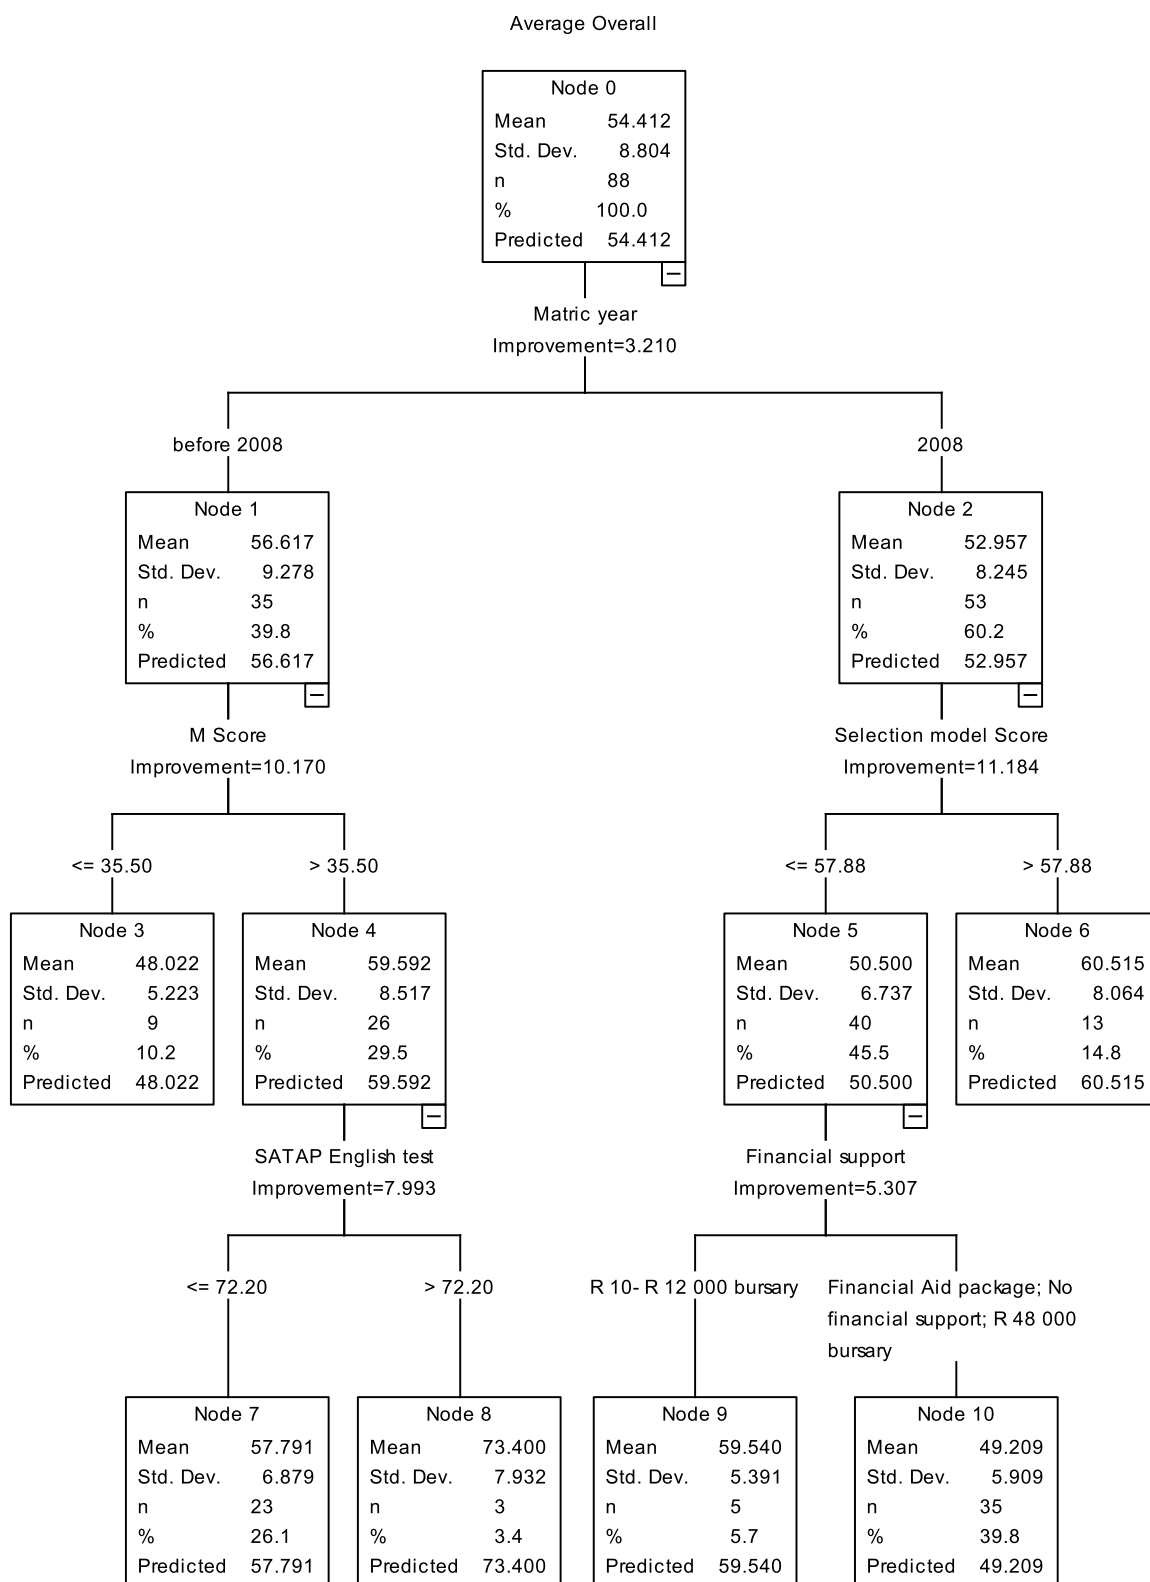 Average Overall
Node 0
Mean 54.412
Std. Dev. 8.804
n 88
% 100.0
Predicted 54.412
Matric year
Improvement=3.210
before 2008
2008
Node 1
Mean 56.617
Std. Dev. 9.278
n 35
% 39.8
Predicted 56.617
Node 2
Mean 52.957
Std. Dev. 8.245
n 53
% 60.2
Predicted 52.957
M Score
Improvement=10.170
Selection model Score
Improvement=11.184
<= 35.50
> 35.50
<= 57.88
> 57.88
Node 3
Mean 48.022
Std. Dev. 5.223
n 9
% 10.2
Predicted 48.022
Node 4
Mean 59.592
Std. Dev. 8.517
n 26
% 29.5
Predicted 59.592
Node 5
Mean 50.500
Std. Dev. 6.737
n 40
% 45.5
Predicted 50.500
Node 6
Mean 60.515
Std. Dev. 8.064
n 13
% 14.8
Predicted 60.515
SATAP English test
Improvement=7.993
Financial support
Improvement=5.307
<= 72.20
> 72.20
R 10- R 12 000 bursary
Financial Aid package; No
financial support; R 48 000
bursary
Node 7
Mean 57.791
Std. Dev. 6.879
n 23
% 26.1
Predicted 57.791
Node 8
Mean 73.400
Std. Dev. 7.932
n 3
% 3.4
Predicted 73.400
Node 9
Mean 59.540
Std. Dev. 5.391
n 5
% 5.7
Predicted 59.540
Node 10
Mean 49.209
Std. Dev. 5.909
n 35
% 39.8
Predicted 49.209